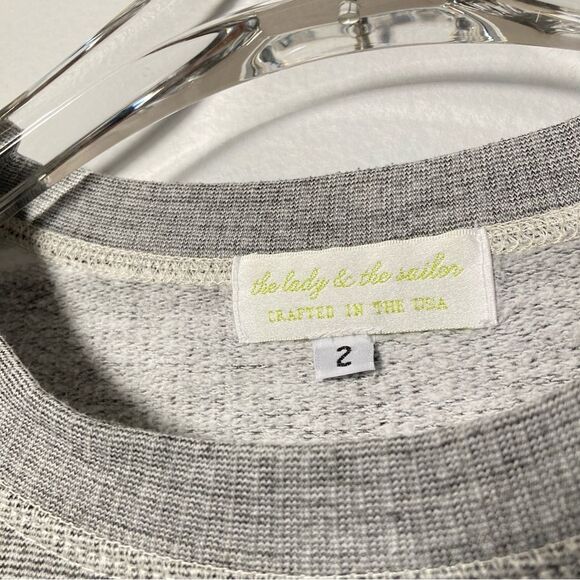 the lady & the sailor
CRAFTED IN THE USA
2